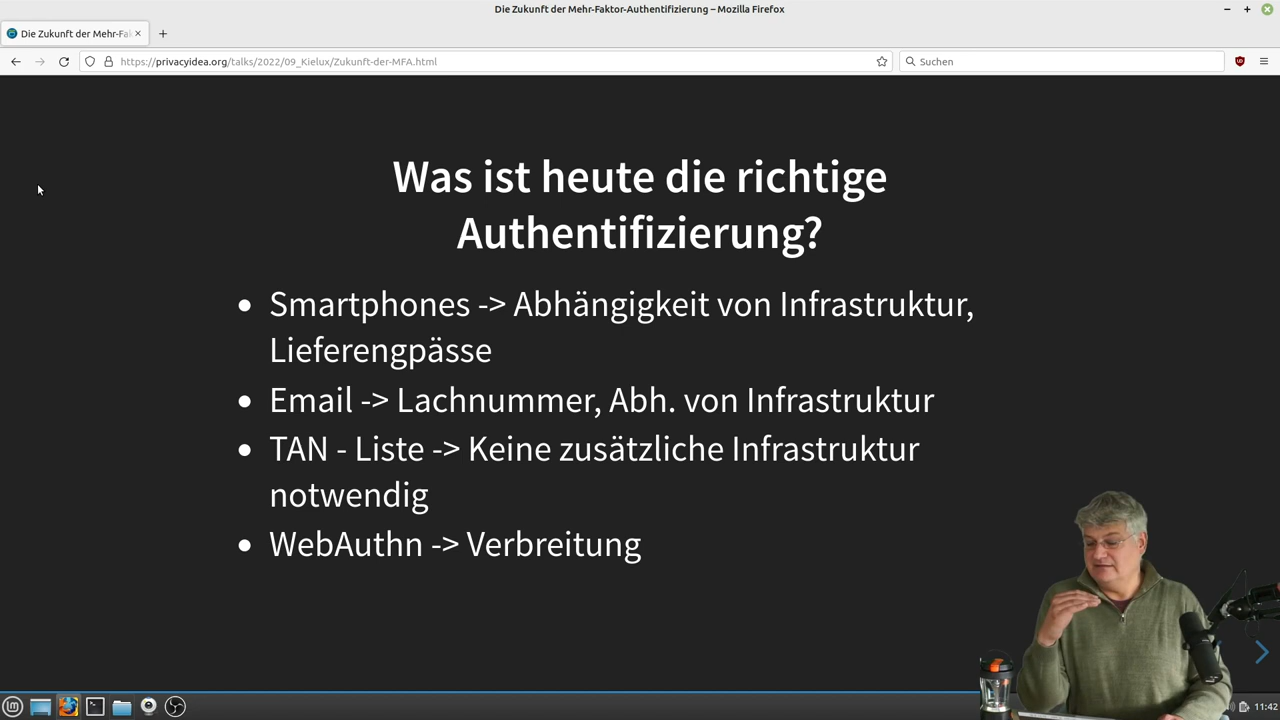 Die Zukunft der Mehr-Faktor-Authentifizierung – Mozilla Firefox
Die Zukunft der Mehr-Fa
https://privacyidea.org/talks/2022/09_Kielux/Zukunft-der-MFA.html
Suchen
Was ist heute die richtige
Authentifizierung?
• Smartphones -> Abhängigkeit von Infrastruktur,
Lieferengpässe
• Email -> Lachnummer, Abh. von Infrastruktur
• TAN - Liste -> Keine zusätzliche Infrastruktur
notwendig
• WebAuthn -> Verbreitung
11:42